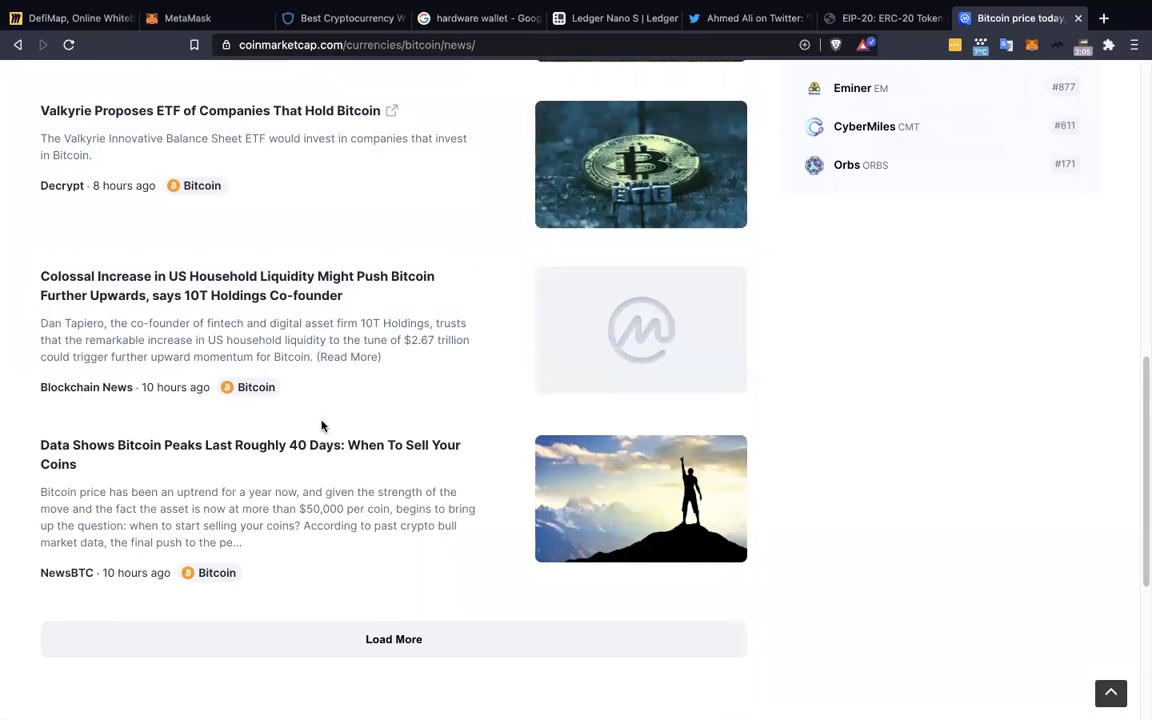 DefiMap, Online Whiteb
MetaMask
Best Cryptocurrency W
hardware wallet - Goog
Ledger Nano S | Ledger
Ahmed Ali on Twitter: "
EIP-20: ERC-20 Token
Bitcoin price today,
coinmarketcap.com/currencies/bitcoin/news/
7°C
2:05
Valkyrie Proposes ETF of Companies That Hold Bitcoin
The Valkyrie Innovative Balance Sheet ETF would invest in companies that invest
in Bitcoin.
Decrypt · 8 hours ago Bitcoin
ETF
Eminer EM #877
CyberMiles CMT #611
Orbs ORBS #171
Colossal Increase in US Household Liquidity Might Push Bitcoin
Further Upwards, says 10T Holdings Co-founder
Dan Tapiero, the co-founder of fintech and digital asset firm 10T Holdings, trusts
that the remarkable increase in US household liquidity to the tune of $2.67 trillion
could trigger further upward momentum for Bitcoin. (Read More)
Blockchain News · 10 hours ago Bitcoin
Data Shows Bitcoin Peaks Last Roughly 40 Days: When To Sell Your
Coins
Bitcoin price has been an uptrend for a year now, and given the strength of the
move and the fact the asset is now at more than $50,000 per coin, begins to bring
up the question: when to start selling your coins? According to past crypto bull
market data, the final push to the pe...
NewsBTC · 10 hours ago Bitcoin
Load More